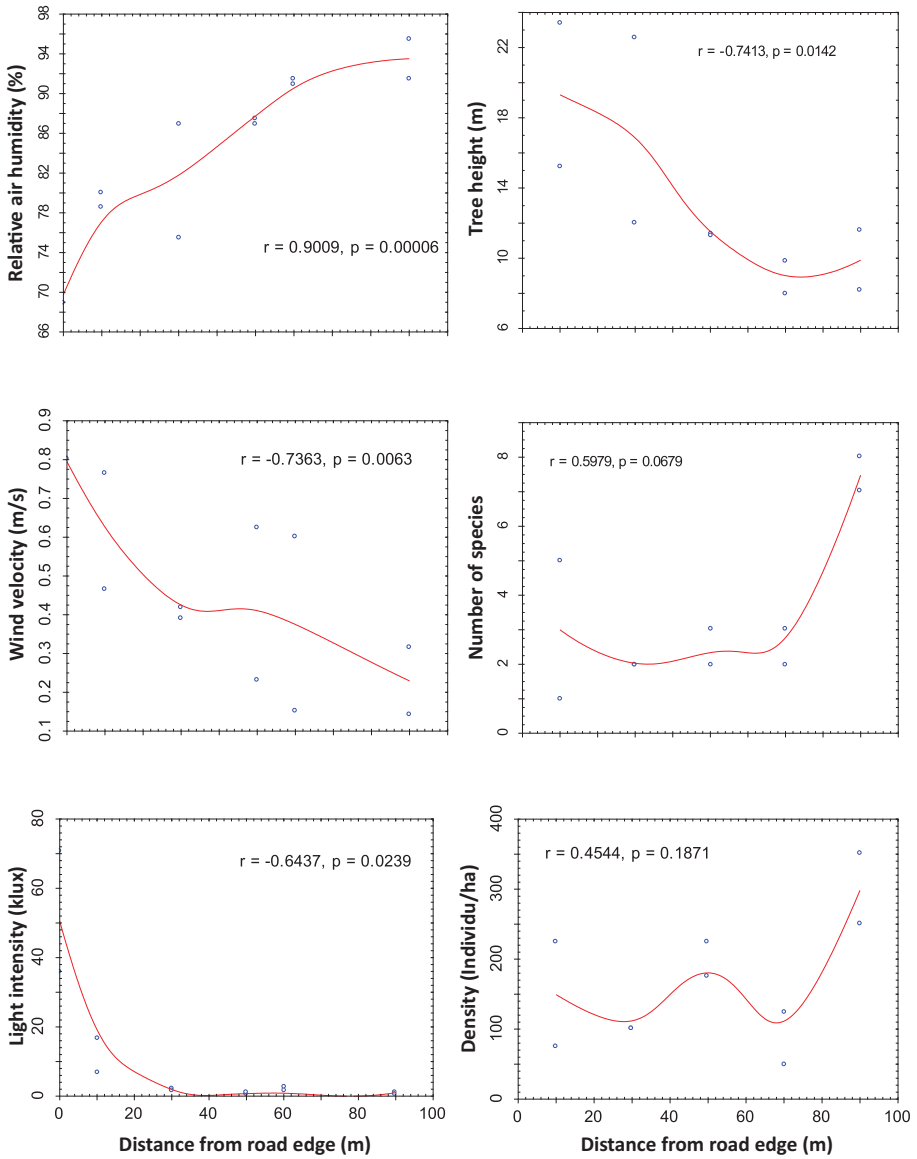 Relative air humidity (%)
98
94
90
86
82
78
74
70
66
r = 0.9009, p = 0.00006
Tree height (m)
22
18
14
10
6
r = -0.7413, p = 0.0142
Wind velocity (m/s)
0.9
0.8
0.7
0.6
0.5
0.4
0.3
0.2
0.1
r = -0.7363, p = 0.0063
Number of species
8
6
4
2
0
r = 0.5979, p = 0.0679
Light intensity (klux)
80
60
40
20
0
r = -0.6437, p = 0.0239
0 20 40 60 80 100
Distance from road edge (m)
Density (Individu/ha)
400
300
200
100
0
r = 0.4544, p = 0.1871
20 40 60 80 100
Distance from road edge (m)